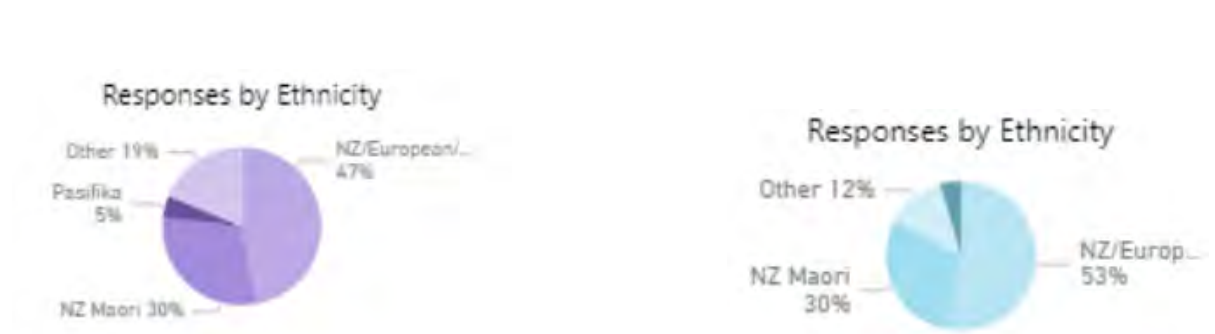 Responses by Ethnicity
Other 19%
NZ/European/...
47%
Pasifika
5%
NZ Maori 30%
Responses by Ethnicity
Other 12%
NZ/Europ...
53%
NZ Maori
30%